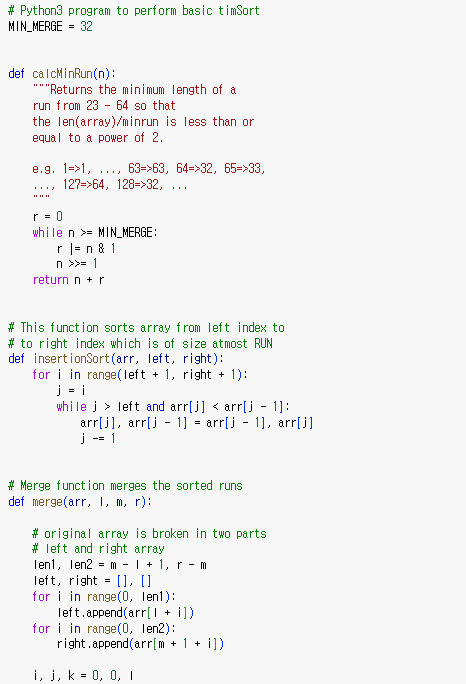 # Python3 program to perform basic timSort
MIN_MERGE = 32
def calcMinRun(n):
"""Returns the minimum length of a
run from 23 - 64 so that
the len(array)/minrun is less than or
equal to a power of 2.
e.g. 1=>1, ..., 63=>63, 64=>32, 65=>33,
..., 127=>64, 128=>32, ...
"""
r = 0
while n >= MIN_MERGE:
r |= n & 1
n >>= 1
return n + r
# This function sorts array from left index to
# to right index which is of size atmost RUN
def insertionSort(arr, left, right):
for i in range(left + 1, right + 1):
j = i
while j > left and arr[j] < arr[j - 1]:
arr[j], arr[j - 1] = arr[j - 1], arr[j]
j -= 1
# Merge function merges the sorted runs
def merge(arr, l, m, r):
# original array is broken in two parts
# left and right array
len1, len2 = m - l + 1, r - m
left, right = [], []
for i in range(0, len1):
left.append(arr[l + i])
for i in range(0, len2):
right.append(arr[m + 1 + i])
i, j, k = 0, 0, l